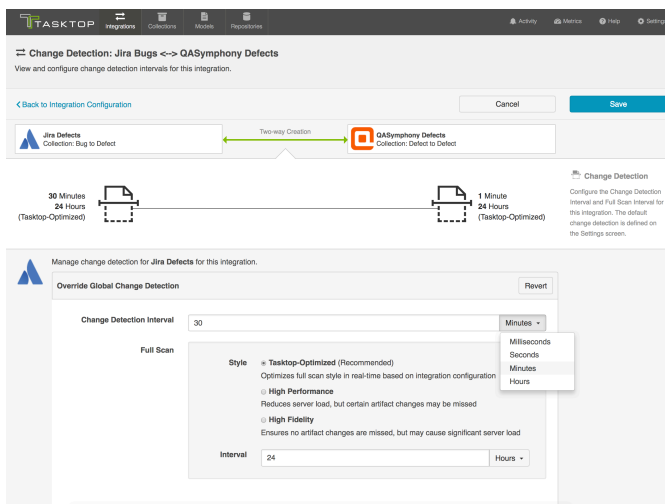 TASKTOP
Integrations
Collections
Models
Repositories
Activity
Metrics
Help
Settings
Change Detection: Jira Bugs <--> QASymphony Defects
View and configure change detection intervals for this integration.
Back to Integration Configuration
Cancel
Save
Jira Defects
Collection: Bug to Defect
Two-way Creation
QASymphony Defects
Collection: Defect to Defect
30 Minutes
24 Hours
(Tasktop-Optimized)
1 Minute
24 Hours
(Tasktop-Optimized)
Change Detection
Configure the Change Detection
Interval and Full Scan Interval for
this integration. The default
change detection is defined on
the Settings screen.
Manage change detection for Jira Defects for this integration.
Override Global Change Detection
Revert
Change Detection Interval
30
Minutes
Milliseconds
Seconds
Minutes
Hours
Full Scan
Style
Tasktop-Optimized (Recommended)
Optimizes full scan style in real-time based on integration configuration
High Performance
Reduces server load, but certain artifact changes may be missed
High Fidelity
Ensures no artifact changes are missed, but may cause significant server load
Interval
24
Hours